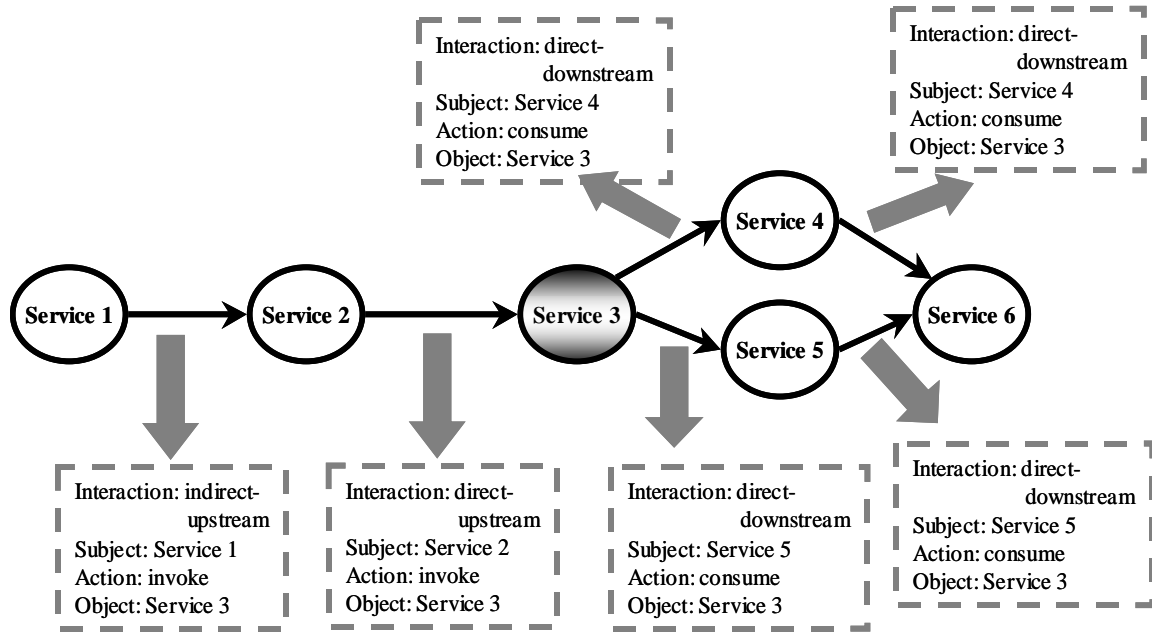 Interaction: direct-
downstream
Subject: Service 4
Action: consume
Object: Service 3
Interaction: direct-
downstream
Subject: Service 4
Action: consume
Object: Service 3
Service 1
Service 2
Service 3
Service 4
Service 5
Service 6
Interaction: indirect-
upstream
Subject: Service 1
Action: invoke
Object: Service 3
Interaction: direct-
upstream
Subject: Service 2
Action: invoke
Object: Service 3
Interaction: direct-
downstream
Subject: Service 5
Action: consume
Object: Service 3
Interaction: direct-
downstream
Subject: Service 5
Action: consume
Object: Service 3